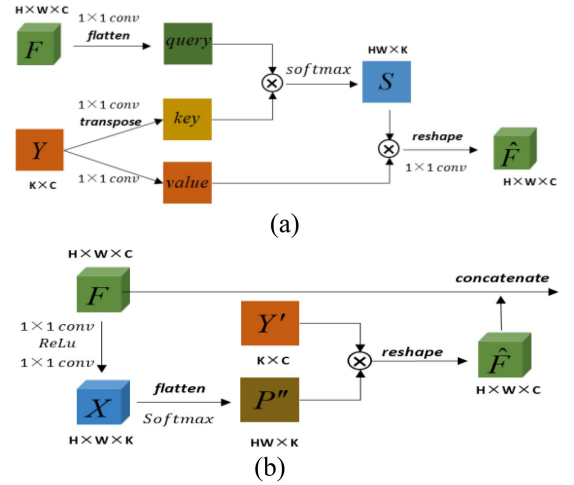 H×W×C
1×1 conv
flatten
F
query
HW×K
softmax
S
1×1 conv
transpose
key
reshape
Y
F̂
1×1 conv
value
1×1 conv
K×C
H×W×C
(a)
H×W×C
concatenate
F
1×1 conv
ReLu
1×1 conv
Y′
K×C
reshape
F̂
flatten
X
P″
Softmax
H×W×C
H×W×K
HW×K
(b)